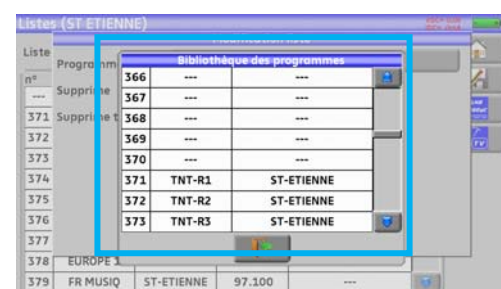 Listes (ST ETIENNE)
Liste
Programm
Bibliothèque des programmes
n°
366 --- ---
--- Supprime 367 --- ---
371 Supprime t 368 --- ---
372 369 --- ---
373 370 --- ---
374 371 TNT-R1 ST-ETIENNE
375 372 TNT-R2 ST-ETIENNE
376 373 TNT-R3 ST-ETIENNE
377
378 EUROPE 1
379 FR MUSIQ ST-ETIENNE 97.100 ---
TV